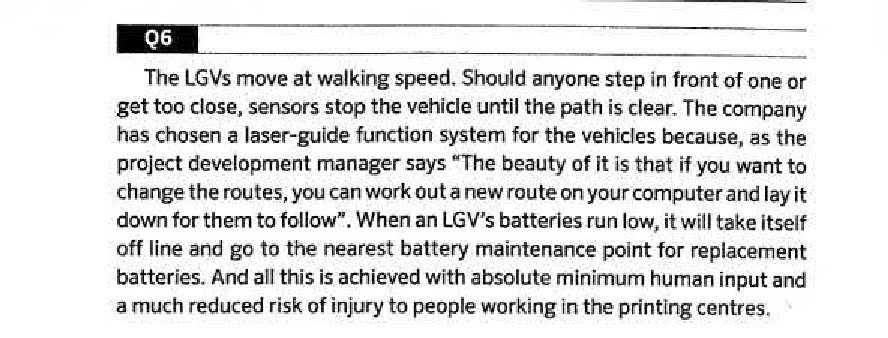 Q6
The LGVs move at walking speed. Should anyone step in front of one or
get too close, sensors stop the vehicle until the path is clear. The company
has chosen a laser-guide function system for the vehicles because, as the
project development manager says “The beauty of it is that if you want to
change the routes, you can work out a new route on your computer and lay it
down for them to follow”. When an LGV’s batteries run low, it will take itself
off line and go to the nearest battery maintenance point for replacement
batteries. And all this is achieved with absolute minimum human input and
a much reduced risk of injury to people working in the printing centres.